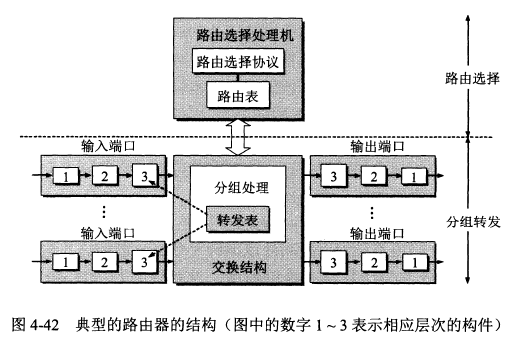 路由选择处理机
路由选择协议
路由表
路由选择
输入端口
输出端口
1 2 3
分组处理
3 2 1
转发表
分组转发
输入端口
输出端口
1 2 3
交换结构
3 2 1
图 4-42 典型的路由器的结构（图中的数字 1~3 表示相应层次的构件）